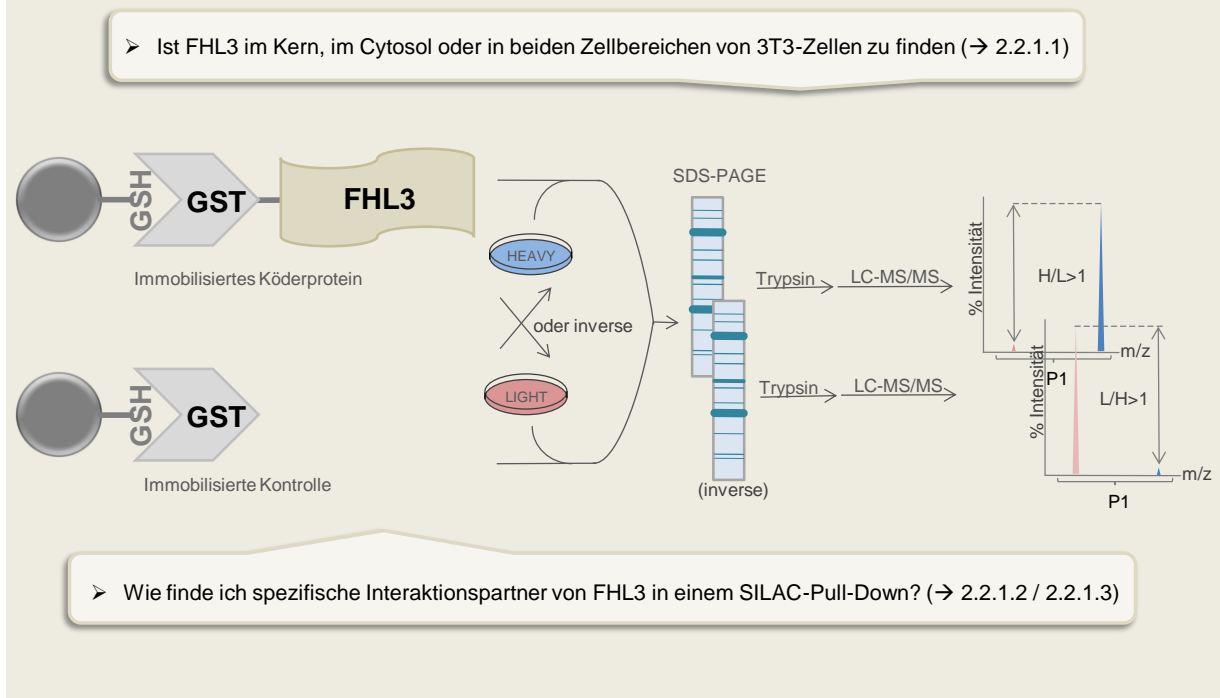 ➢ Ist FHL3 im Kern, im Cytosol oder in beiden Zellbereichen von 3T3-Zellen zu finden (→ 2.2.1.1)
GSH
GST
FHL3
Immobilisiertes Köderprotein
HEAVY
oder inverse
LIGHT
GSH
GST
Immobilisierte Kontrolle
SDS-PAGE
(inverse)
Trypsin
LC-MS/MS
Trypsin
LC-MS/MS
% Intensität
H/L>1
m/z
P1
% Intensität
L/H>1
m/z
P1
➢ Wie finde ich spezifische Interaktionspartner von FHL3 in einem SILAC-Pull-Down? (→ 2.2.1.2 / 2.2.1.3)